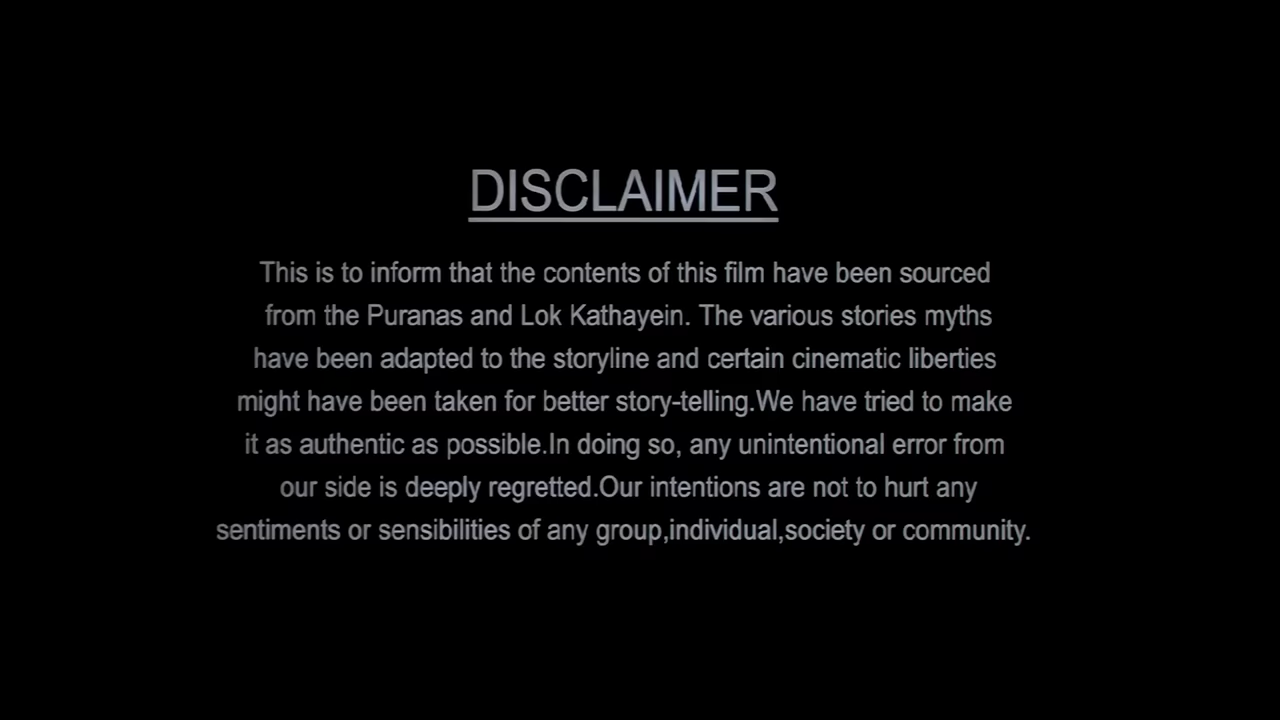 DISCLAIMER
This is to inform that the contents of this film have been sourced
from the Puranas and Lok Kathayein. The various stories myths
have been adapted to the storyline and certain cinematic liberties
might have been taken for better story-telling.We have tried to make
it as authentic as possible.In doing so, any unintentional error from
our side is deeply regretted.Our intentions are not to hurt any
sentiments or sensibilities of any group,individual,society or community.